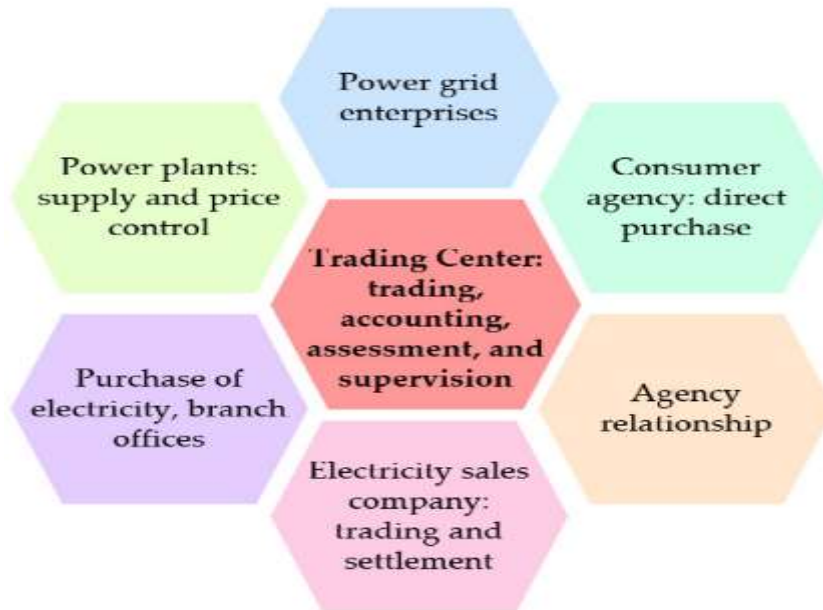 Power grid
enterprises
Power plants:
supply and price
control
Consumer
agency: direct
purchase
Trading Center:
trading,
accounting,
assessment, and
supervision
Purchase of
electricity, branch
offices
Agency
relationship
Electricity sales
company:
trading and
settlement